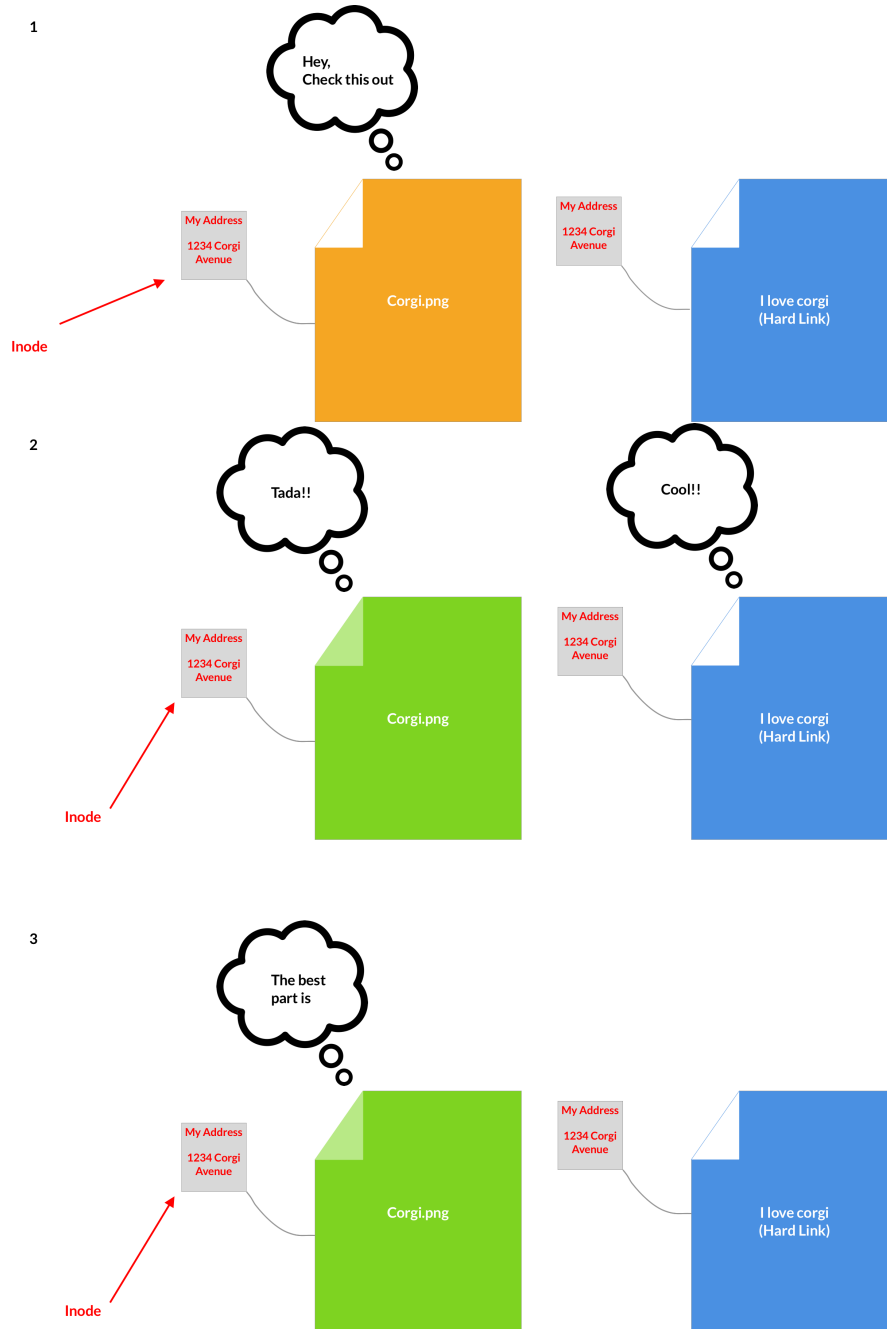 1
Hey,
Check this out
My Address
1234 Corgi
Avenue
Corgi.png
My Address
1234 Corgi
Avenue
I love corgi
(Hard Link)
Inode
2
Tada!!
Cool!!
My Address
1234 Corgi
Avenue
Corgi.png
My Address
1234 Corgi
Avenue
I love corgi
(Hard Link)
Inode
3
The best
part is
My Address
1234 Corgi
Avenue
Corgi.png
My Address
1234 Corgi
Avenue
I love corgi
(Hard Link)
Inode